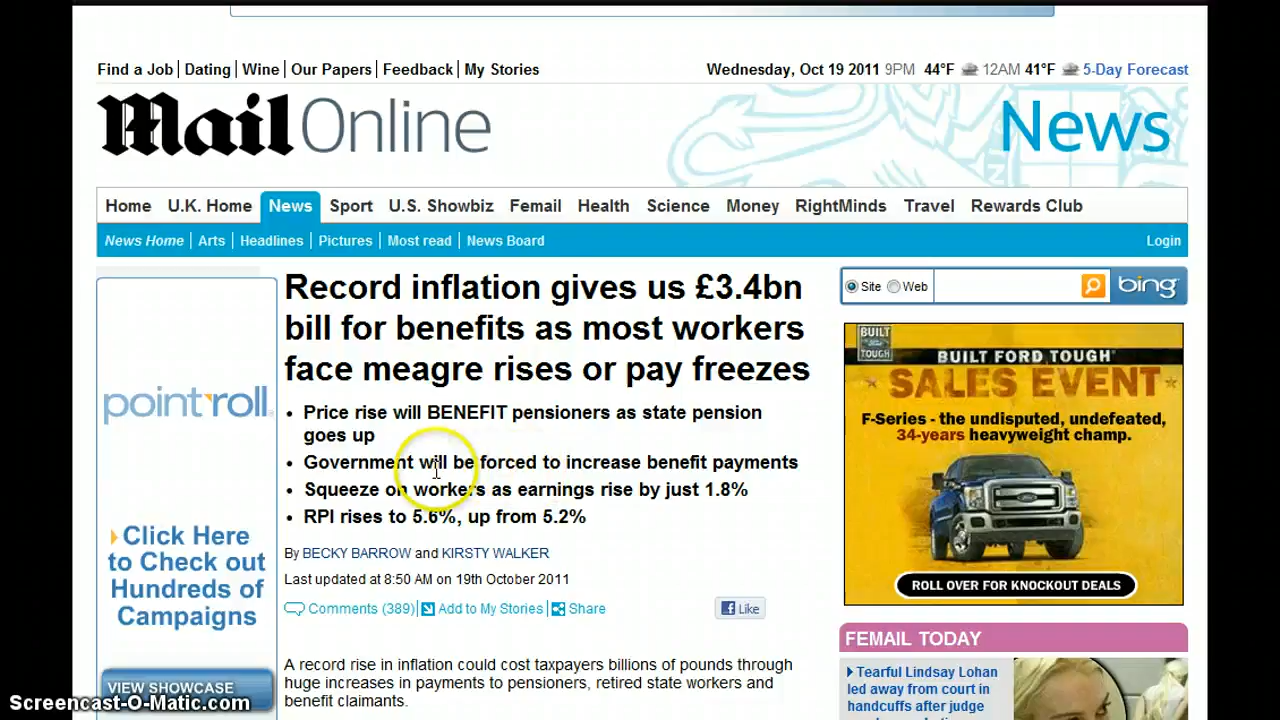 Find a Job | Dating | Wine | Our Papers | Feedback | My Stories
Wednesday, Oct 19 2011 9PM 44°F 12AM 41°F 5-Day Forecast
Mail Online
News
Home U.K. Home News Sport U.S. Showbiz Femail Health Science Money RightMinds Travel Rewards Club
News Home | Arts | Headlines | Pictures | Most read | News Board
Login
Record inflation gives us £3.4bn
bill for benefits as most workers
face meagre rises or pay freezes
• Price rise will BENEFIT pensioners as state pension
goes up
• Government will be forced to increase benefit payments
• Squeeze on workers as earnings rise by just 1.8%
• RPI rises to 5.6%, up from 5.2%
By BECKY BARROW and KIRSTY WALKER
Last updated at 8:50 AM on 19th October 2011
Comments (389) Add to My Stories Share
Like
A record rise in inflation could cost taxpayers billions of pounds through
huge increases in payments to pensioners, retired state workers and
benefit claimants.
pointroll
Click Here
to Check out
Hundreds of
Campaigns
VIEW SHOWCASE
Site Web
bing
BUILT
TOUGH
BUILT FORD TOUGH
SALES EVENT
F-Series - the undisputed, undefeated,
34-years heavyweight champ.
ROLL OVER FOR KNOCKOUT DEALS
FEMAIL TODAY
Tearful Lindsay Lohan
led away from court in
handcuffs after judge
Screencast-O-Matic.com